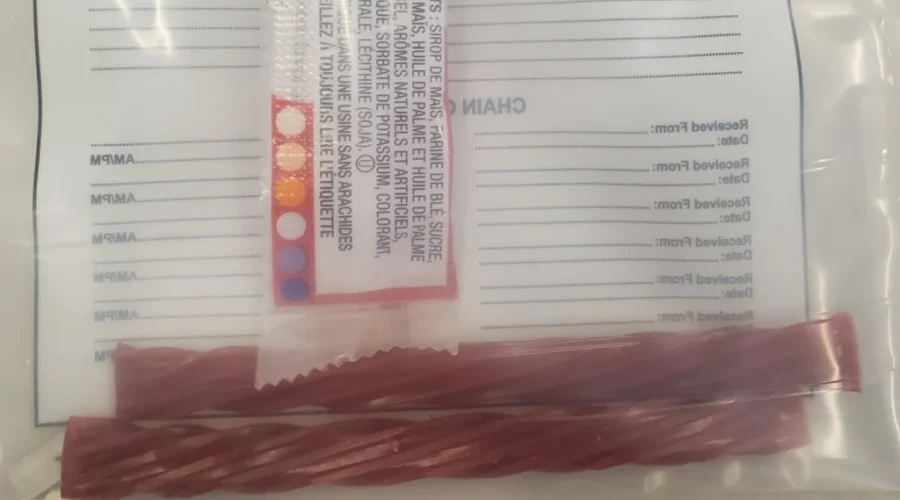 TS : SIROP DE MAÏS, FARINE DE BLÉ, SUCRE,
MAÏS, HUILE DE PALME ET HUILE DE PALME
EL, ARÔMES NATURELS ET ARTIFICIELS,
QUE, SORBATE DE POTASSIUM, COLORANT,
RALE, LÉCITHINE (SOJA). Ⓤ
DANS UNE USINE SANS ARACHIDES
EILLEZ À TOUJOURS LIRE L'ÉTIQUETTE
CHAIN
Received From:
Date:
AM/PM
Received From:
Date:
AM/PM
Received From:
Date:
AM/PM
Received From:
Date:
AM/PM
Received From:
Date:
AM/PM
Received From: